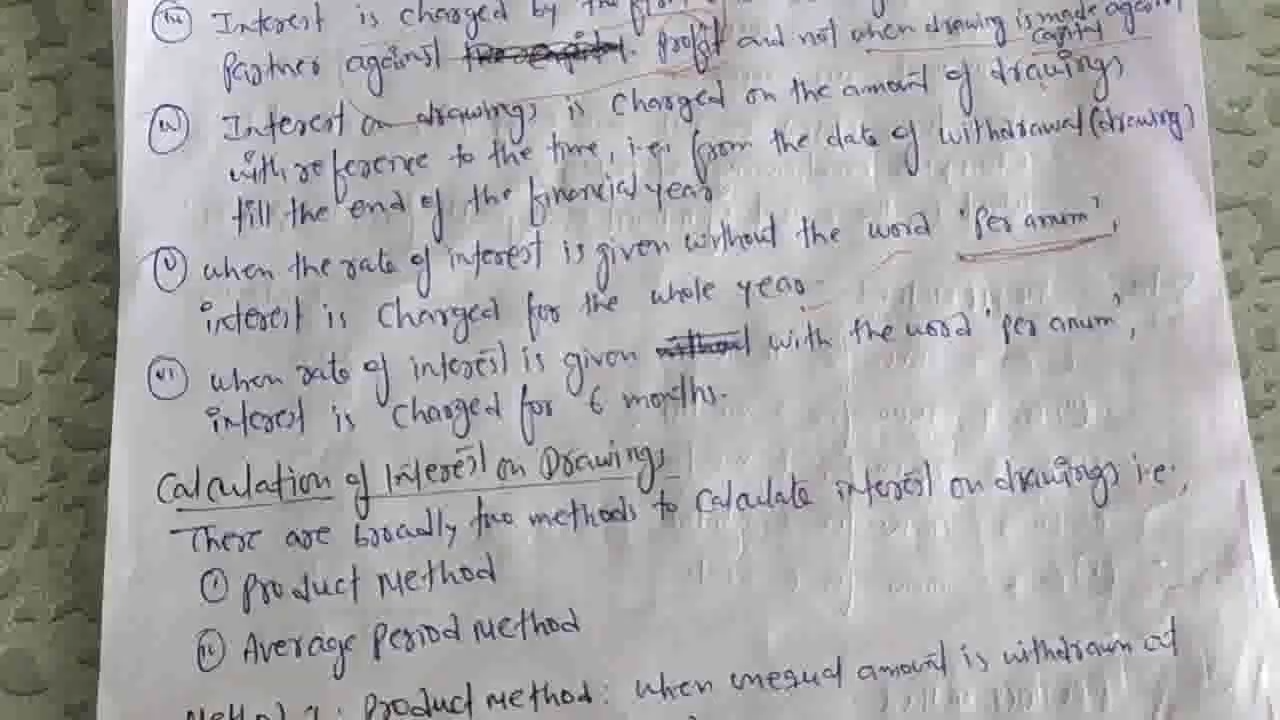 (iii) Interest is charged by the
Partner against profit and not when drawing is made against capital
(iv) Interest on drawings is charged on the amount of drawings
with reference to the time, i.e. from the date of withdrawal (drawing)
till the end of the financial year
(v) when the rate of interest is given without the word 'Per anum',
interest is charged for the whole year.
(vi) when rate of interest is given with the word 'per anum',
interest is charged for 6 months.
Calculation of Interest on Drawings
There are broadly two methods to calculate interest on drawings i.e.,
(i) Product Method
(ii) Average Period Method
Product method: when unequal amount is withdrawn at